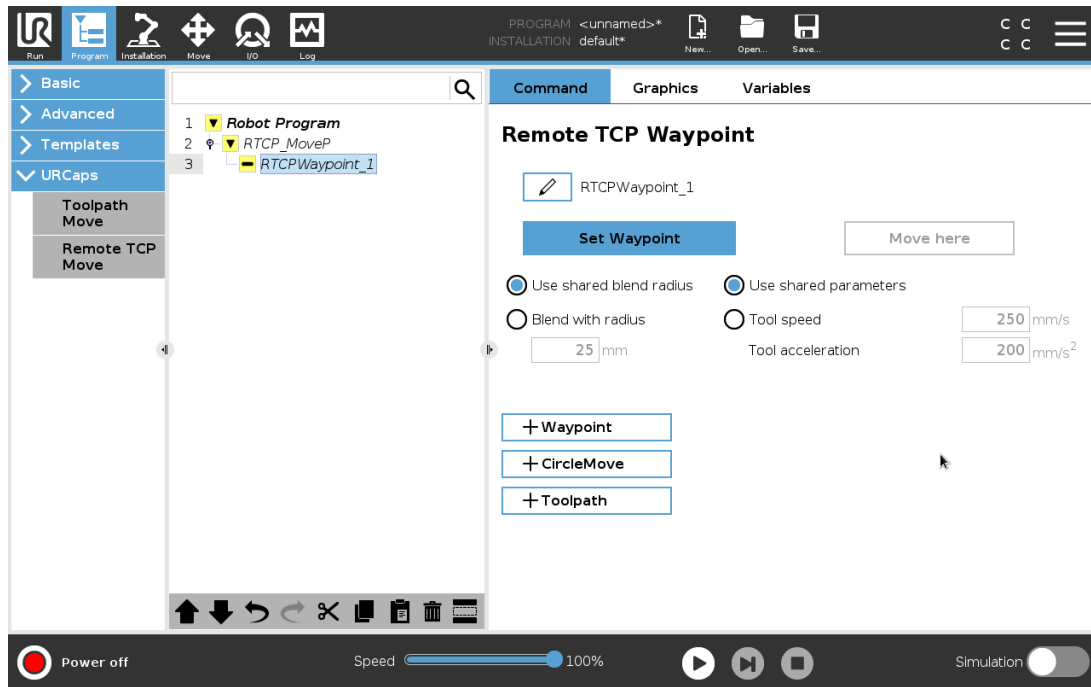 PROGRAM <unnamed>*
INSTALLATION default*
UR
Run
Program
Installation
Move
I/O
Log
New...
Open...
Save...
C C
C C
Basic
Advanced
Templates
URCaps
Toolpath
Move
Remote TCP
Move
1 Robot Program
2 RTCP_MoveP
3 RTCPWaypoint_1
Command Graphics Variables
Remote TCP Waypoint
RTCPWaypoint_1
Set Waypoint Move here
Use shared blend radius Use shared parameters
Blend with radius Tool speed 250 mm/s
25 mm Tool acceleration 200 mm/s²
+ Waypoint
+ CircleMove
+ Toolpath
Power off Speed 100% Simulation